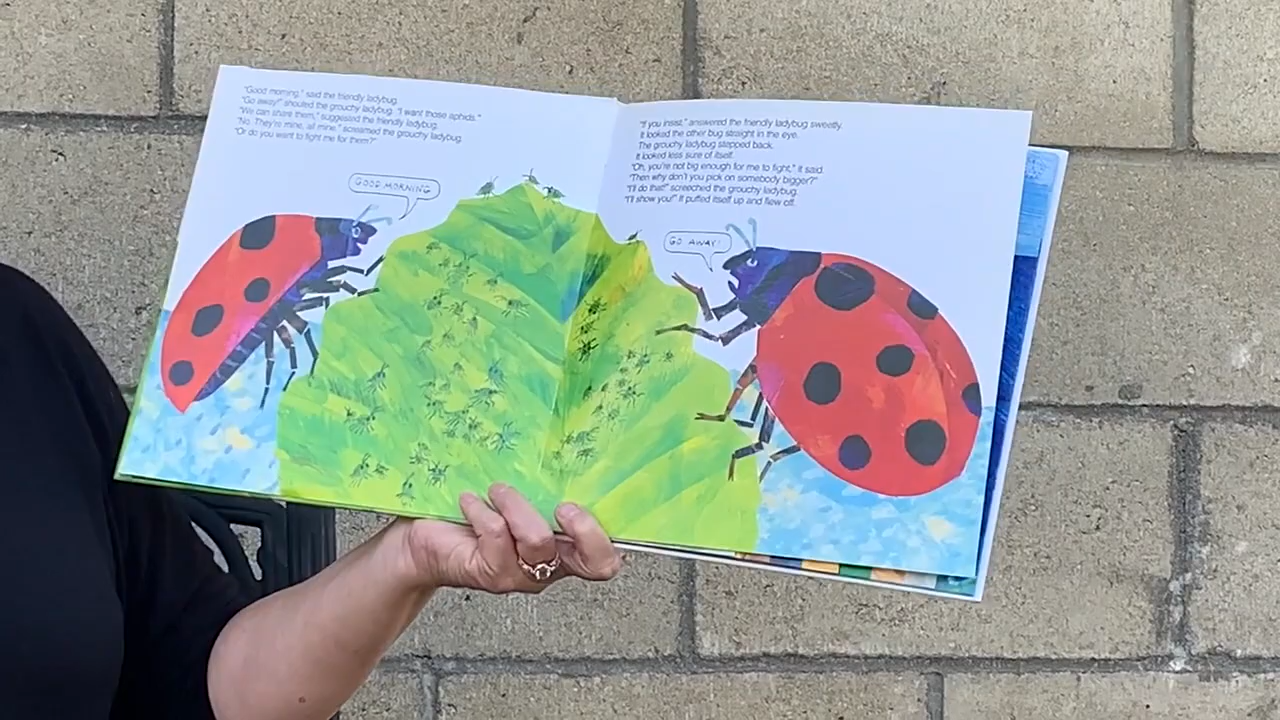 "Good morning," said the friendly ladybug.
"Go away!" shouted the grouchy ladybug. "I want those aphids."
"We can share them," suggested the friendly ladybug.
"No. They're mine, all mine," screamed the grouchy ladybug.
"Or do you want to fight me for them?"
GOOD MORNING
"If you insist," answered the friendly ladybug sweetly.
It looked the other bug straight in the eye.
The grouchy ladybug stepped back.
It looked less sure of itself.
"Oh, you're not big enough for me to fight," it said.
"Then why don't you pick on somebody bigger?"
"I'll do that!" screeched the grouchy ladybug.
"I'll show you!" It puffed itself up and flew off.
GO AWAY!